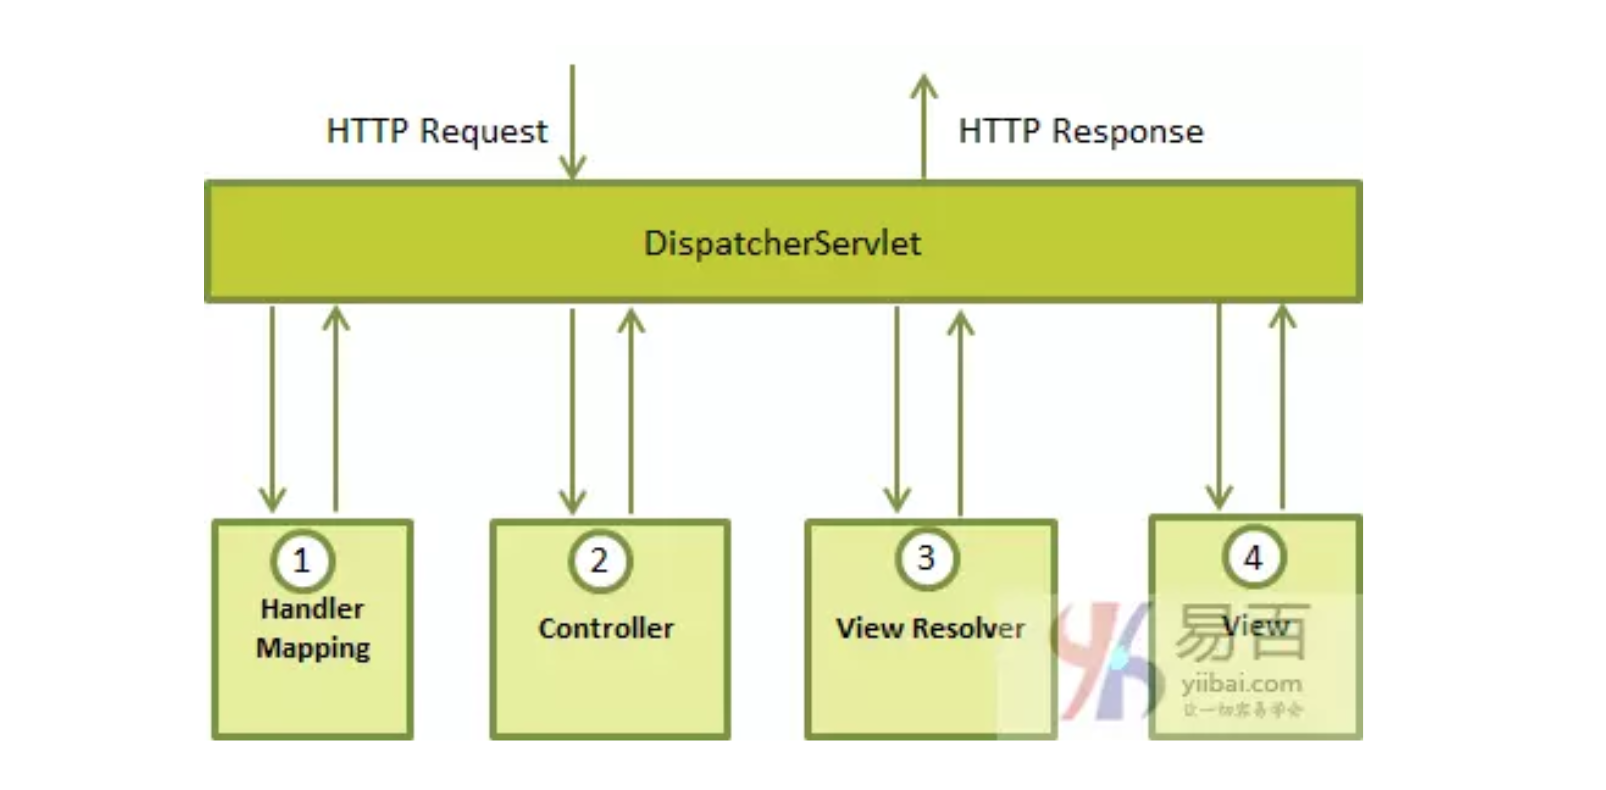 HTTP Request
HTTP Response
DispatcherServlet
1
Handler
Mapping
2
Controller
3
View Resolver
4
View
易百
yiibai.com
让一切容易学会